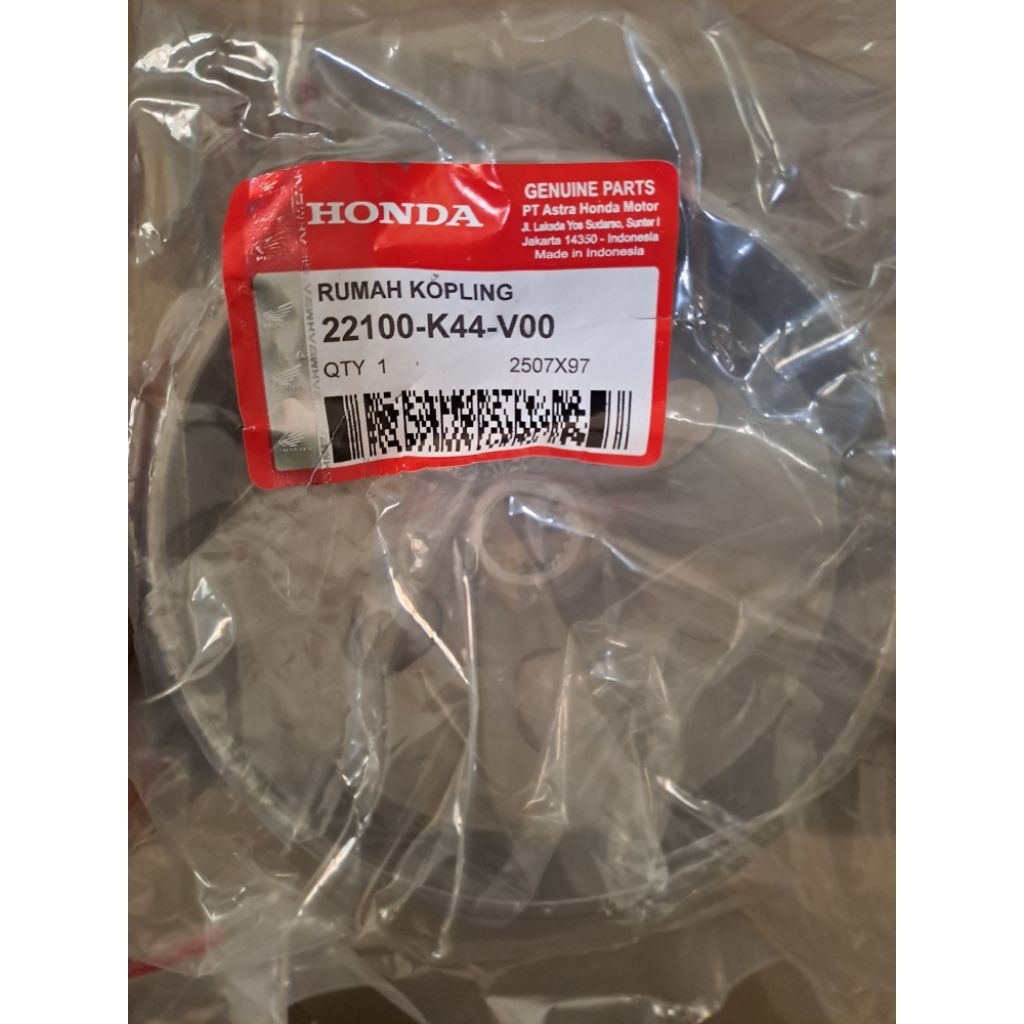 HONDA
GENUINE PARTS
PT Astra Honda Motor
Jl. Laksda Yos Sudarso, Sunter I
Jakarta 14350 - Indonesia
Made in Indonesia
RUMAH KOPLING
22100-K44-V00
QTY 1 2507X97